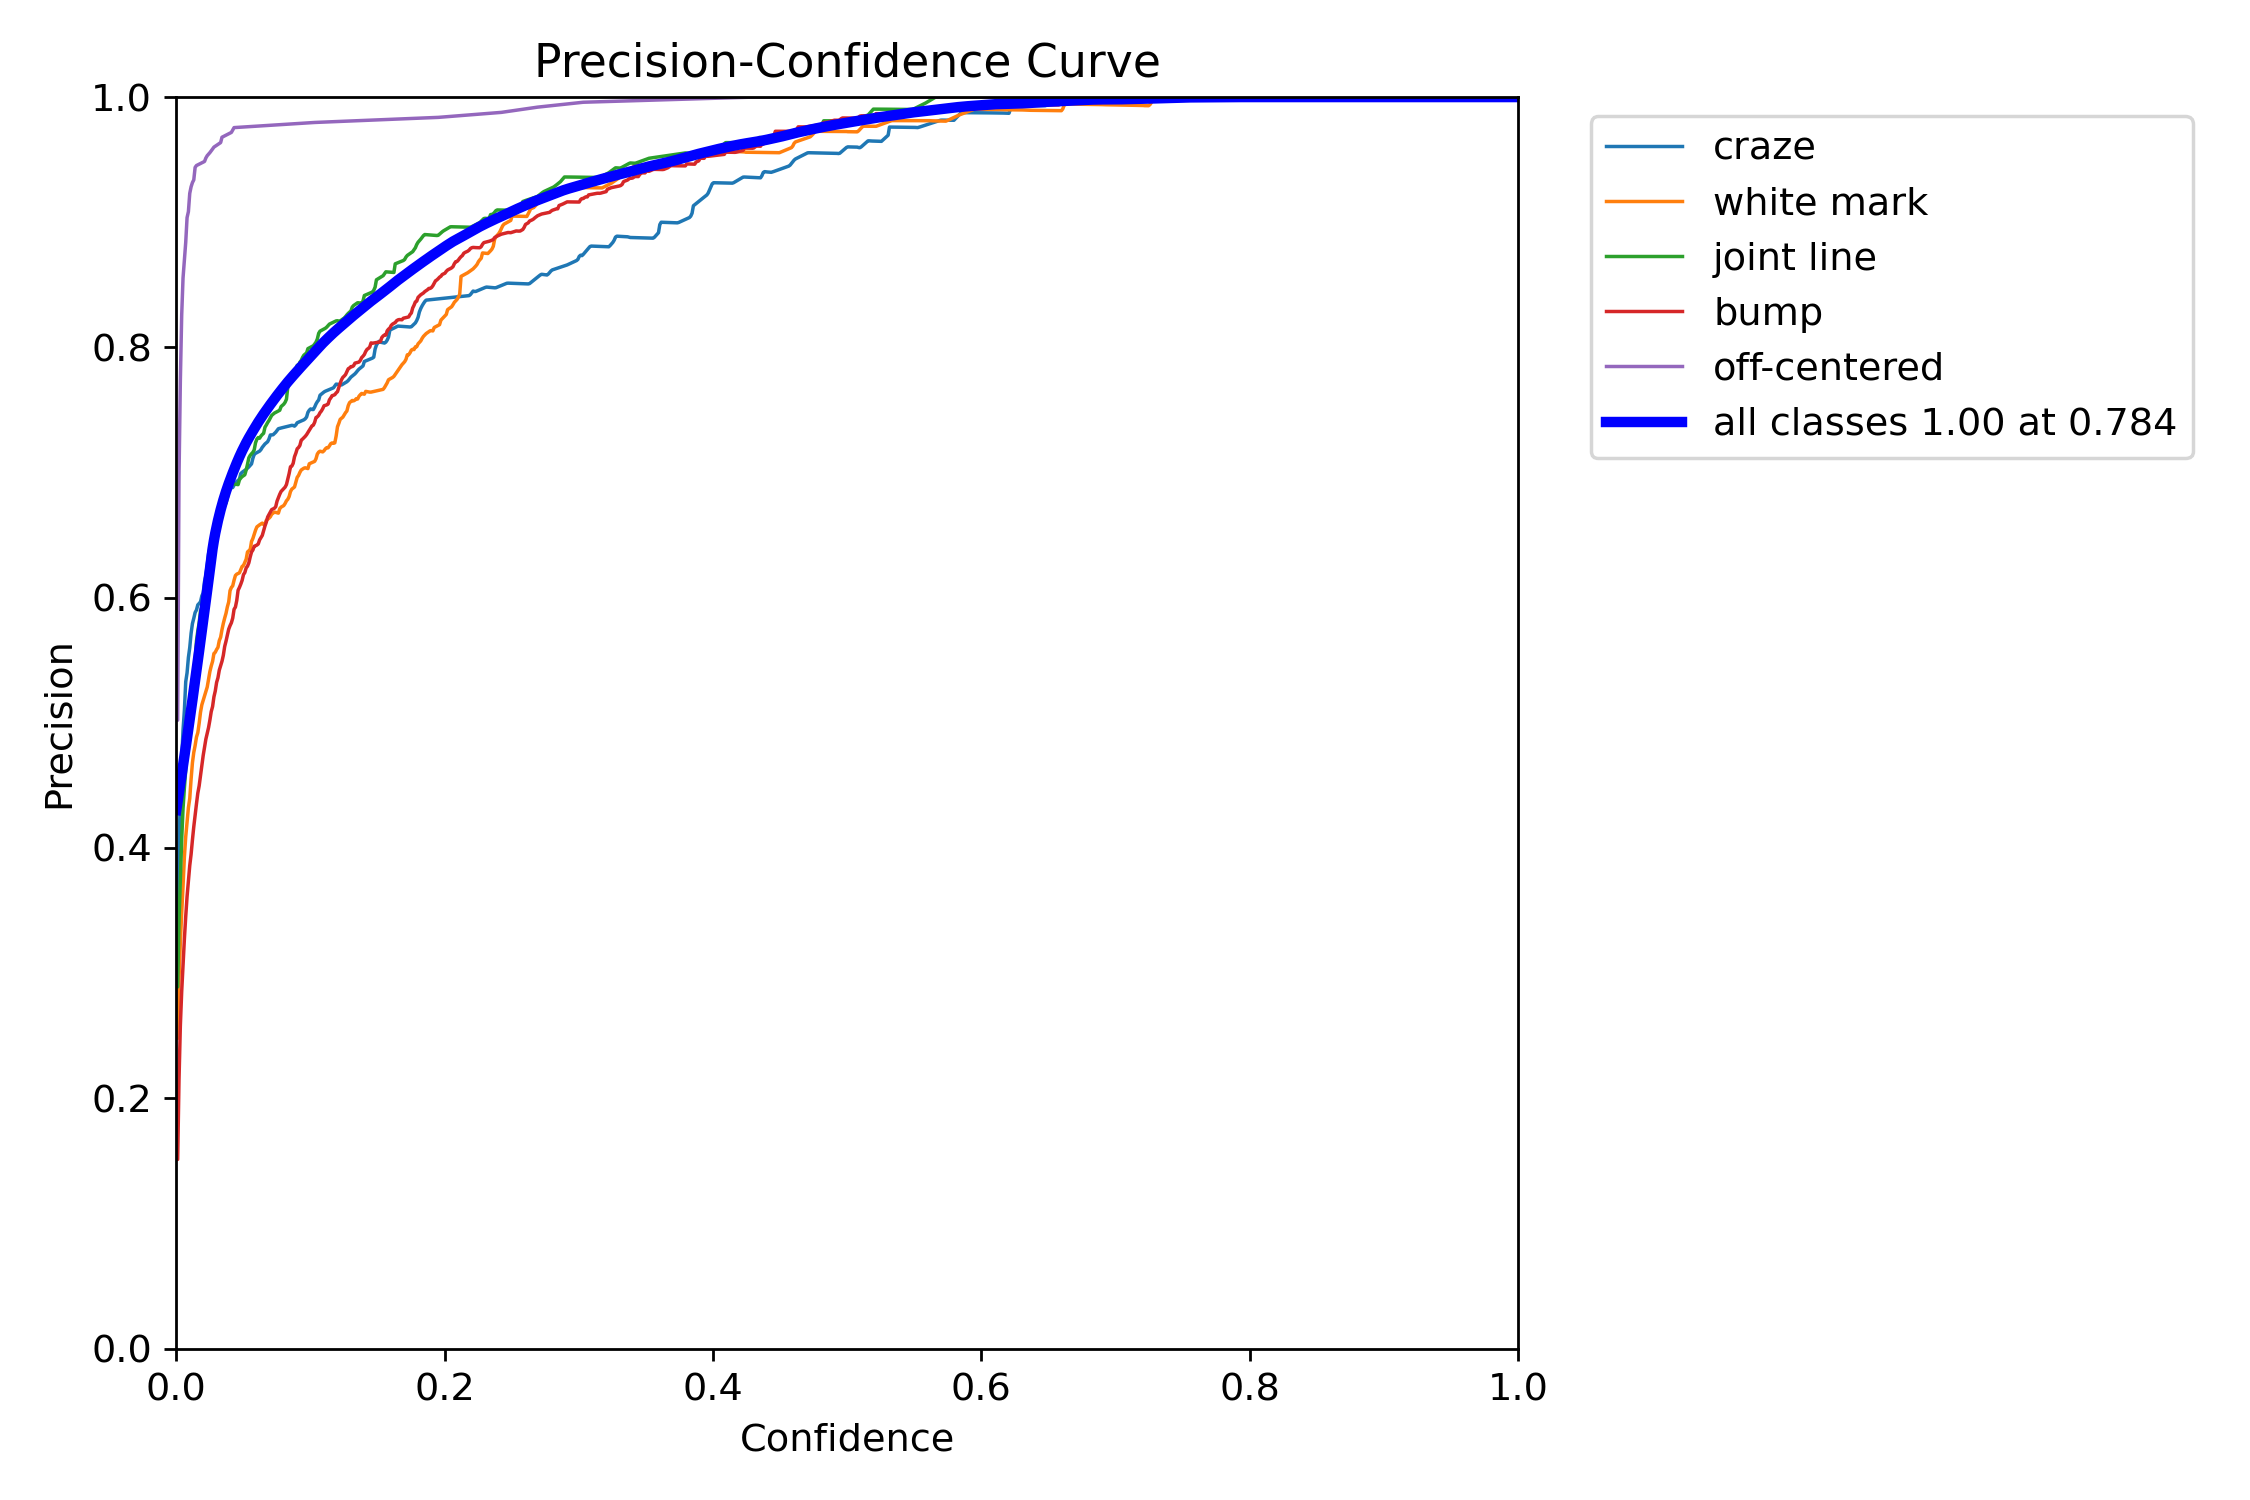 Precision-Confidence Curve
1.0
0.8
0.6
0.4
0.2
0.0
Precision
0.0 0.2 0.4 0.6 0.8 1.0
Confidence
craze
white mark
joint line
bump
off-centered
all classes 1.00 at 0.784